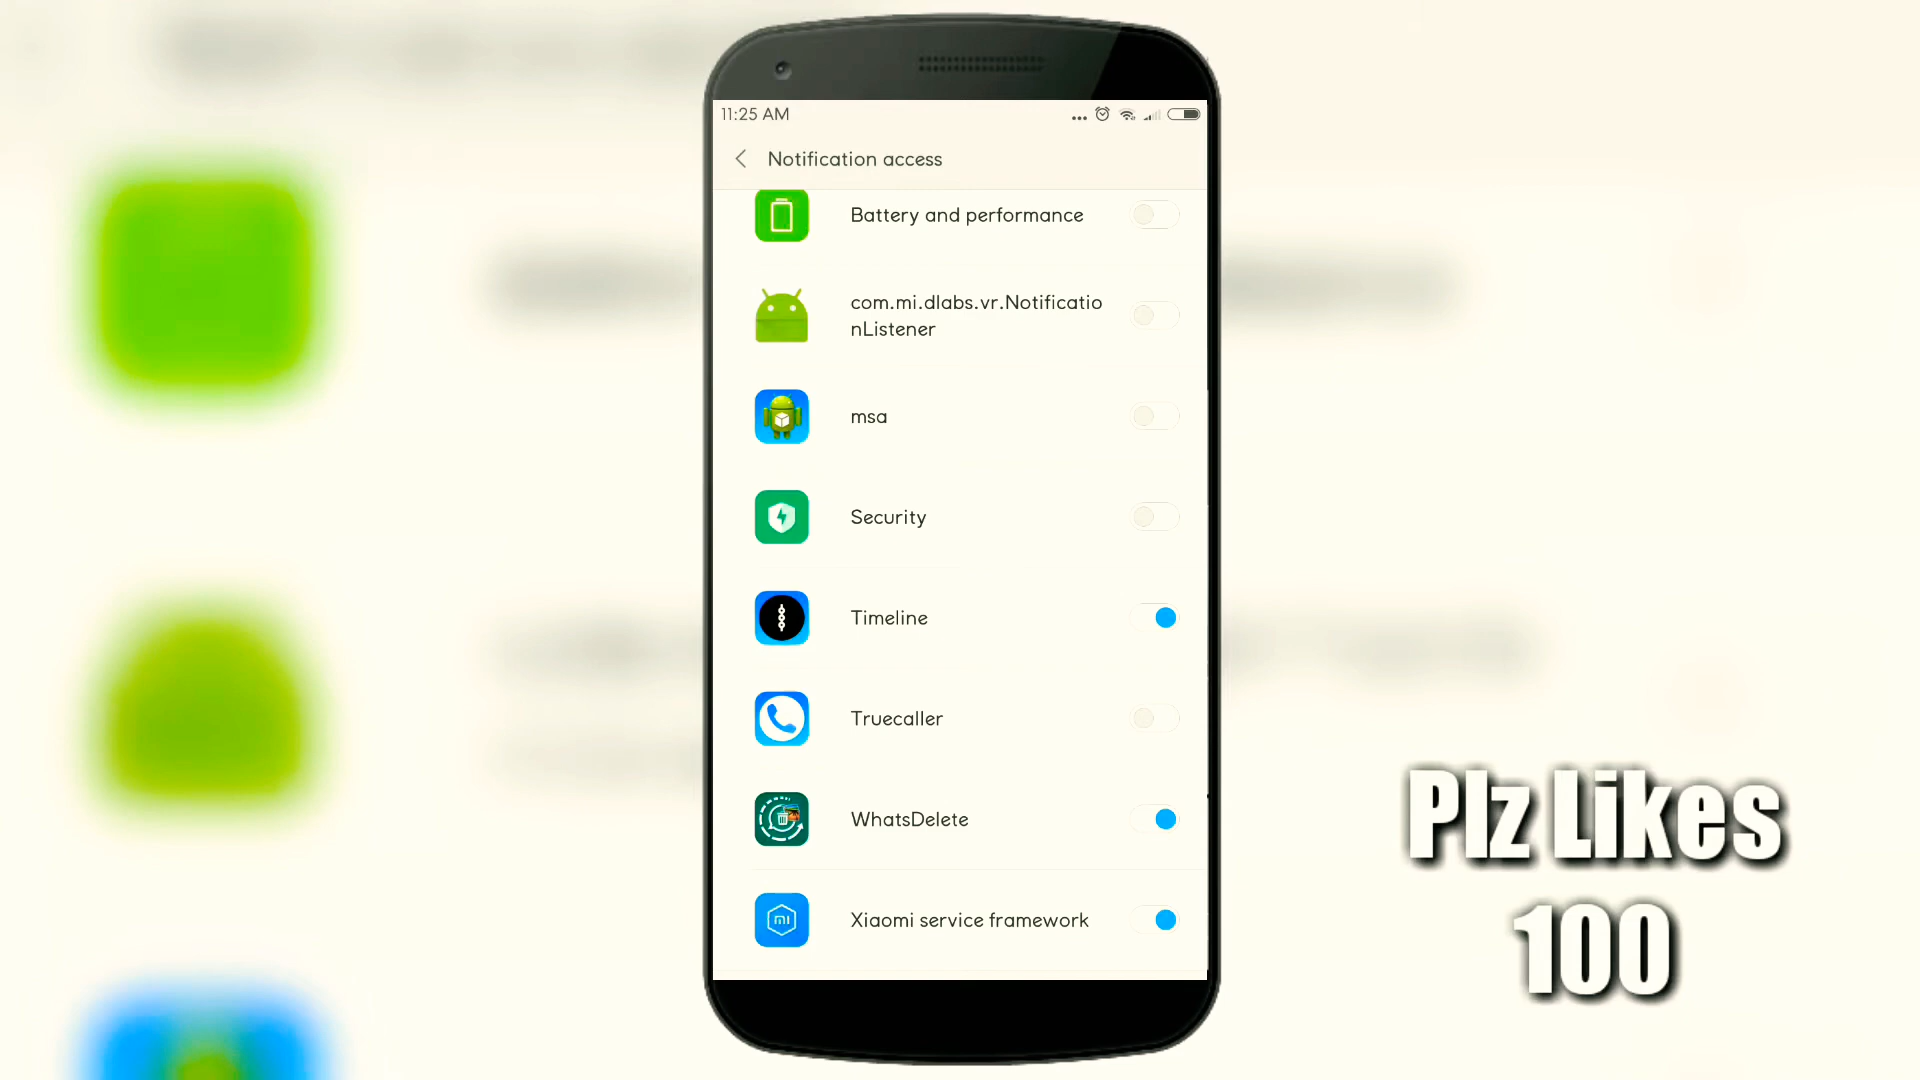 11:25 AM
Notification access
Battery and performance
com.mi.dlabs.vr.Notificatio
nListener
msa
Security
Timeline
Truecaller
WhatsDelete
Xiaomi service framework
mi
Plz Likes
100